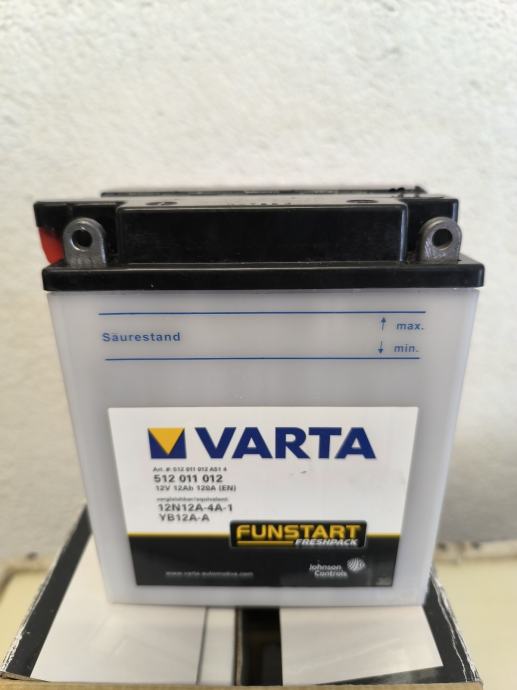 Säurestand
↑ max.
↓ min.
VARTA
Art. #: 512 011 012 A51 4
512 011 012
12V 12Ah 120A (EN)
vergleichbar/equivalent:
12N12A-4A-1
YB12A-A
FUNSTART
FRESHPACK
www.varta-automotive.com
Johnson
Controls